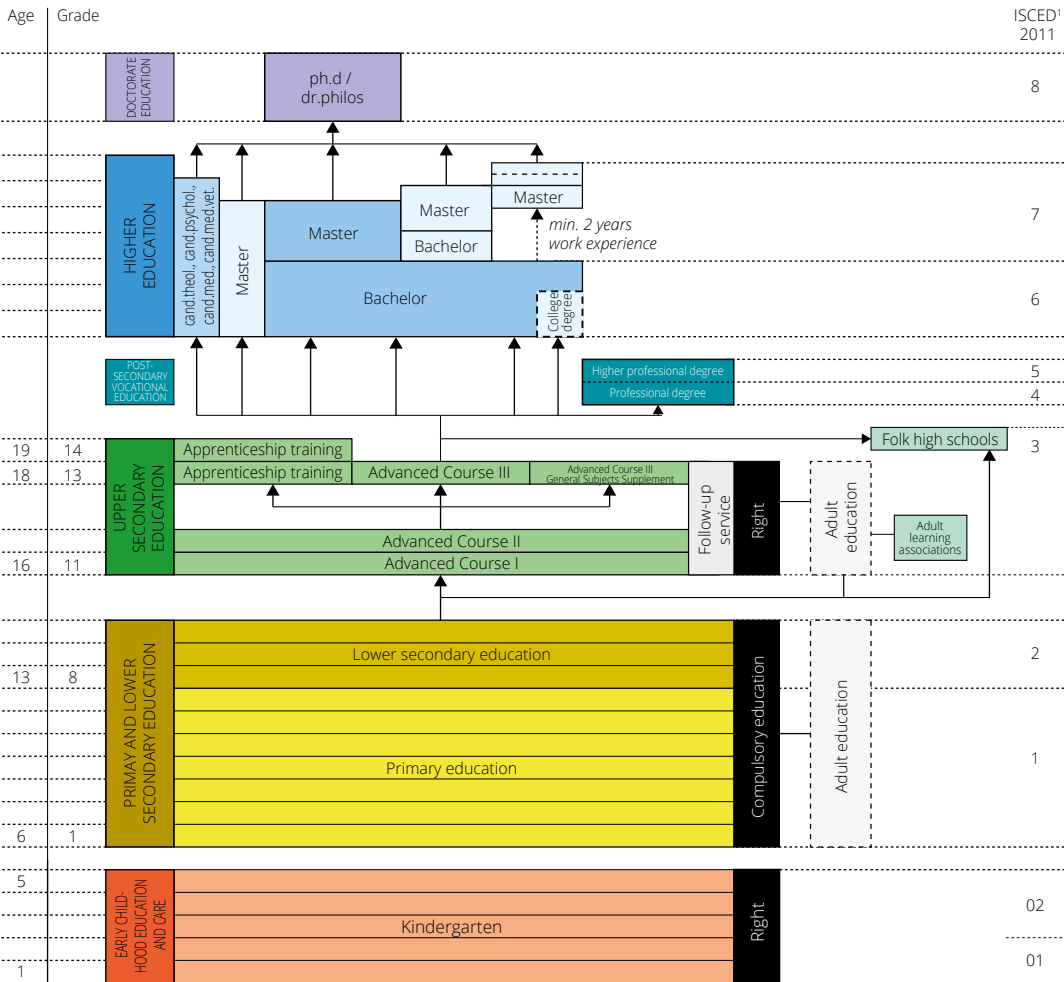 Age
Grade
ISCED¹
2011
DOCTORATE
EDUCATION
ph.d /
dr.philos
8
HIGHER
EDUCATION
cand.theol., cand.psychol.,
cand.med., cand.med.vet.
Master
Master
Bachelor
Master
Bachelor
Master
min. 2 years
work experience
College
degree
7
6
POST-
SECONDARY
VOCATIONAL
EDUCATION
Higher professional degree
Professional degree
5
4
19
14
18
13
16
11
UPPER
SECONDARY
EDUCATION
Apprenticeship training
Apprenticeship training
Advanced Course III
Advanced Course III
General Subjects Supplement
Advanced Course II
Advanced Course I
Follow-up
service
Right
Adult
education
Adult
learning
associations
Folk high schools
3
13
8
6
1
PRIMAY AND LOWER
SECONDARY EDUCATION
Lower secondary education
Primary education
Compulsory education
Adult education
2
1
5
1
EARLY CHILD-
HOOD EDUCATION
AND CARE
Kindergarten
Right
02
01